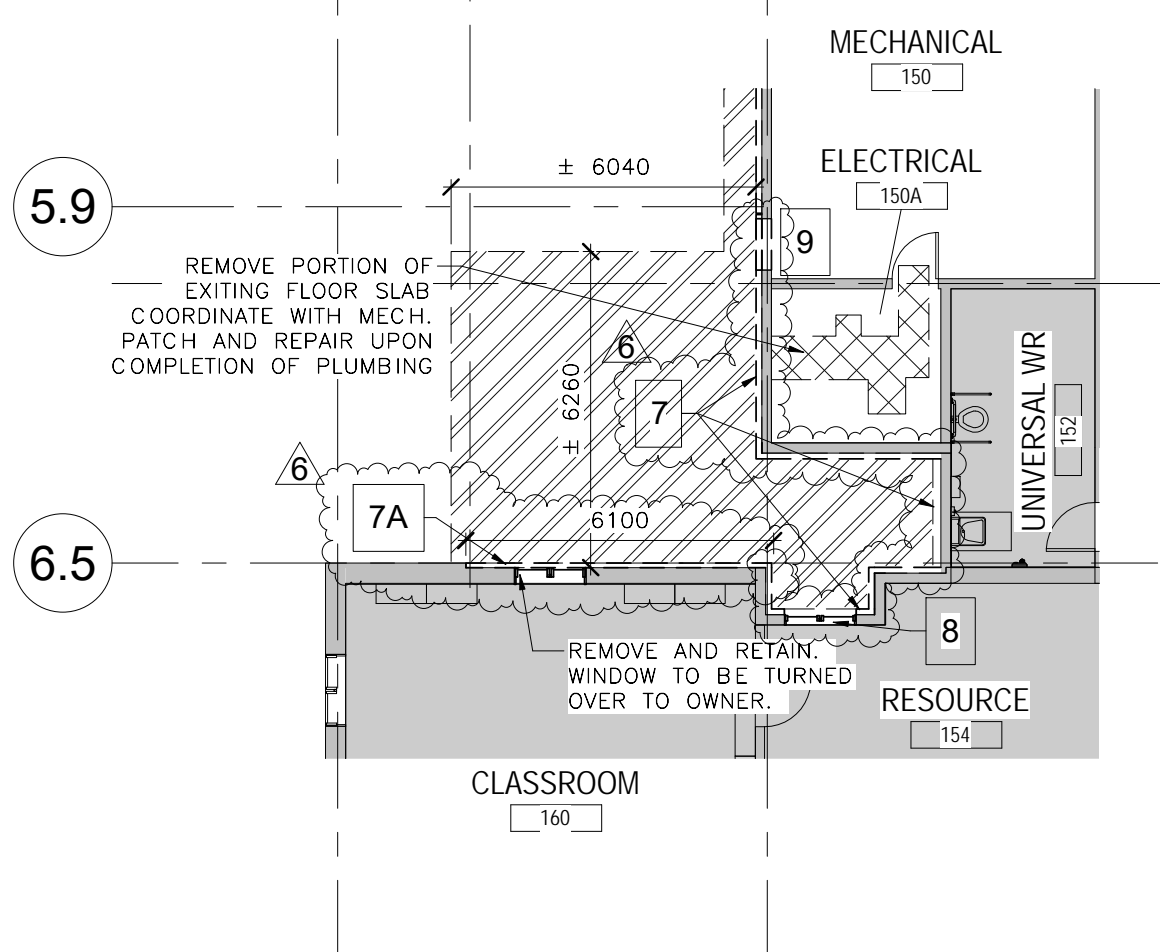 MECHANICAL
150
ELECTRICAL
150A
± 6040
5.9
9
REMOVE PORTION OF
EXITING FLOOR SLAB
COORDINATE WITH MECH.
PATCH AND REPAIR UPON
COMPLETION OF PLUMBING
6
± 6260
7
UNIVERSAL WR
152
6
7A
6100
6.5
8
REMOVE AND RETAIN.
WINDOW TO BE TURNED
OVER TO OWNER.
RESOURCE
154
CLASSROOM
160